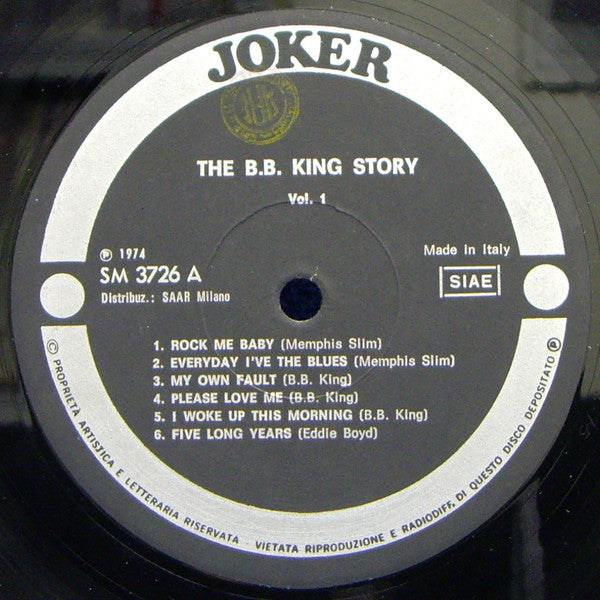 JOKER
THE B.B. KING STORY
Vol. 1
℗ 1974
SM 3726 A
Distribuz.: SAAR Milano
Made in Italy
SIAE
1. ROCK ME BABY (Memphis Slim)
2. EVERYDAY I'VE THE BLUES (Memphis Slim)
3. MY OWN FAULT (B.B. King)
4. PLEASE LOVE ME (B.B. King)
5. I WOKE UP THIS MORNING (B.B. King)
6. FIVE LONG YEARS (Eddie Boyd)
© PROPRIETA ARTISTICA E LETTERARIA RISERVATA - VIETATA RIPRODUZIONE E RADIODIFF. DI QUESTO DISCO DEPOSITATO ℗